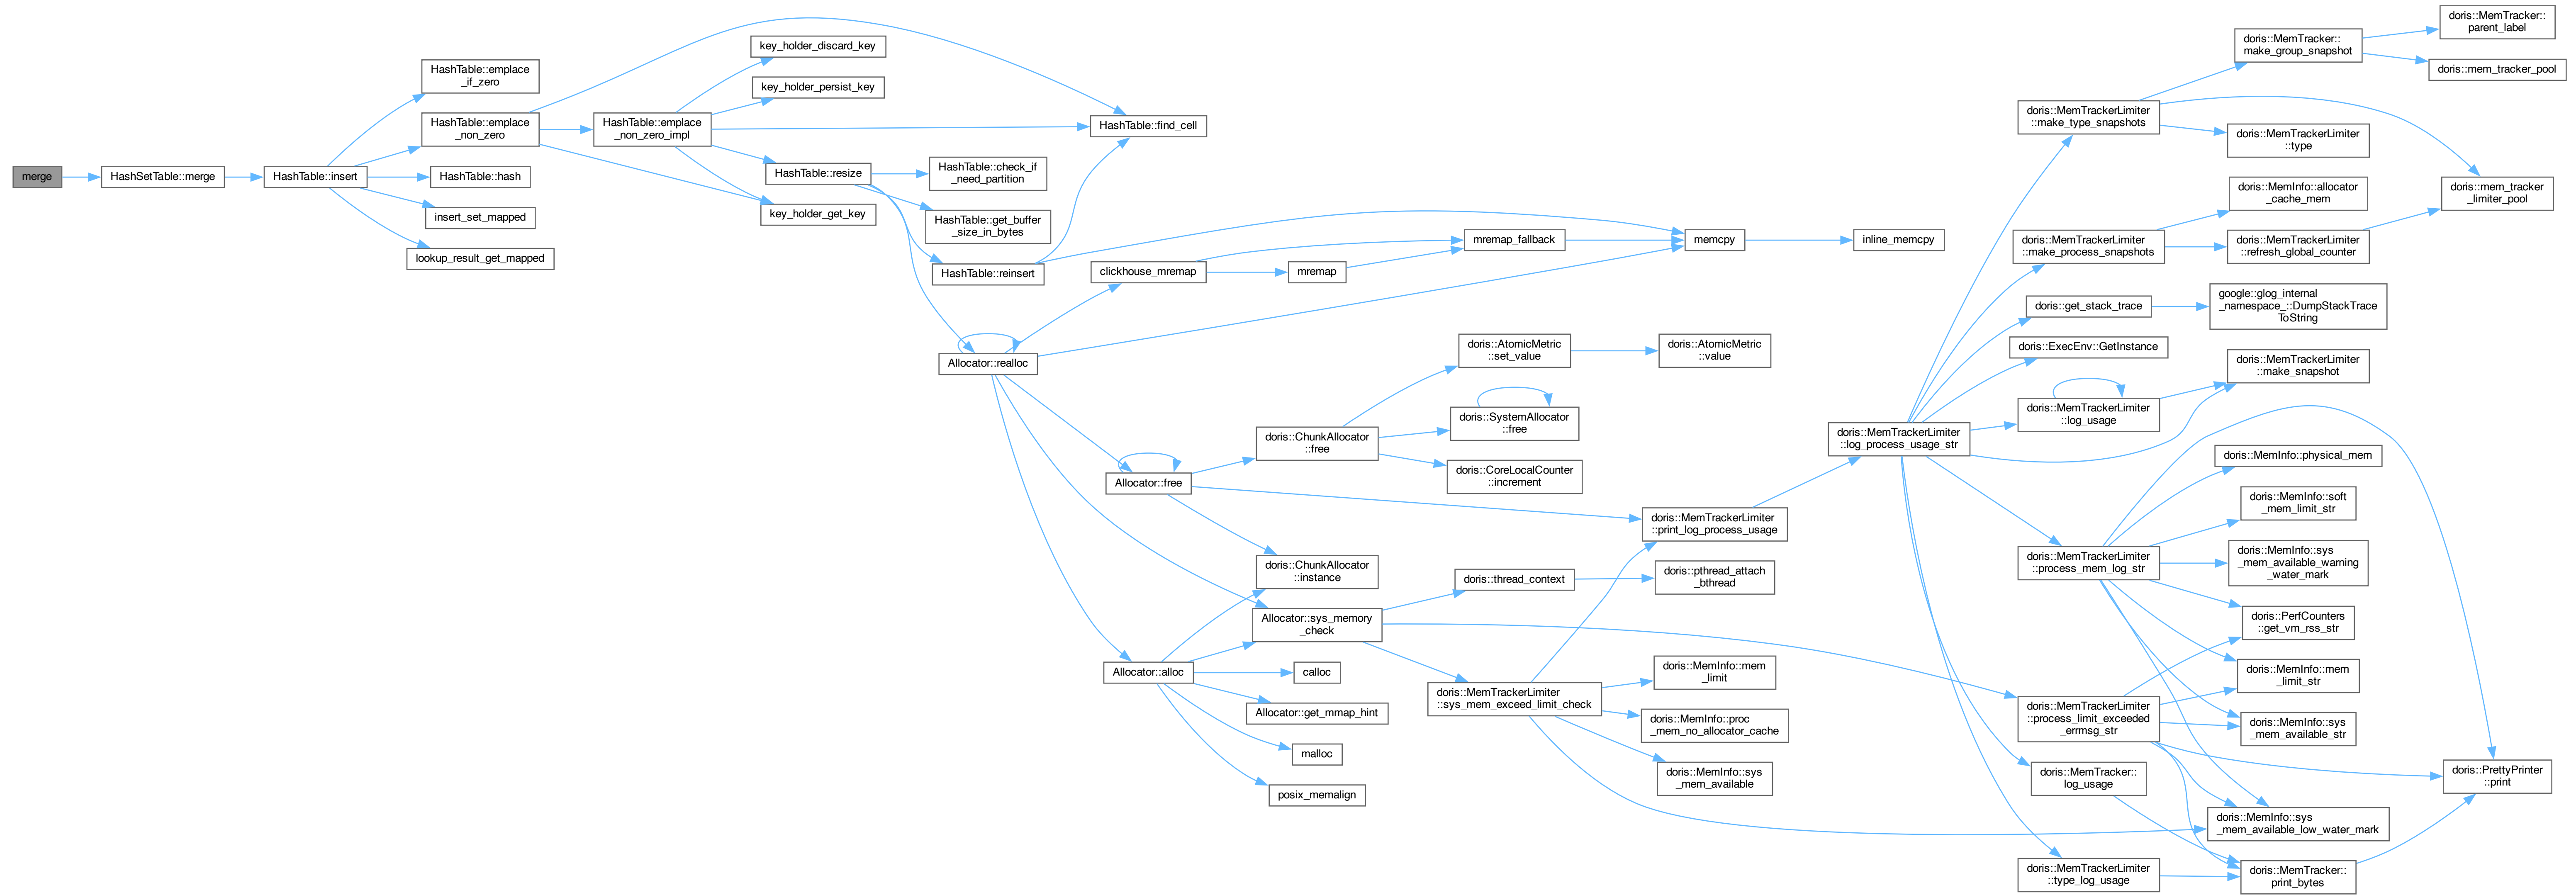 merge
HashSetTable::merge
HashTable::insert
HashTable::emplace
_if_zero
HashTable::emplace
_non_zero
HashTable::hash
insert_set_mapped
lookup_result_get_mapped
HashTable::emplace
_non_zero_impl
key_holder_discard_key
key_holder_persist_key
HashTable::resize
key_holder_get_key
HashTable::check_if
_need_partition
HashTable::get_buffer
_size_in_bytes
HashTable::reinsert
Allocator::realloc
HashTable::find_cell
clickhouse_mremap
mremap
mremap_fallback
memcpy
inline_memcpy
Allocator::free
Allocator::alloc
doris::ChunkAllocator
::free
doris::ChunkAllocator
::instance
Allocator::sys_memory
_check
calloc
Allocator::get_mmap_hint
malloc
posix_memalign
doris::AtomicMetric
::set_value
doris::AtomicMetric
::value
doris::SystemAllocator
::free
doris::CoreLocalCounter
::increment
doris::MemTrackerLimiter
::print_log_process_usage
doris::thread_context
doris::pthread_attach
_bthread
doris::MemTrackerLimiter
::sys_mem_exceed_limit_check
doris::MemInfo::mem
_limit
doris::MemInfo::proc
_mem_no_allocator_cache
doris::MemInfo::sys
_mem_available
doris::MemTrackerLimiter
::log_process_usage_str
doris::MemTrackerLimiter
::make_type_snapshots
doris::MemTracker::
make_group_snapshot
doris::MemTracker::
parent_label
doris::mem_tracker_pool
doris::MemTrackerLimiter
::type
doris::mem_tracker
_limiter_pool
doris::MemInfo::allocator
_cache_mem
doris::MemTrackerLimiter
::make_process_snapshots
doris::MemTrackerLimiter
::refresh_global_counter
doris::get_stack_trace
google::glog_internal
_namespace_::DumpStackTrace
ToString
doris::ExecEnv::GetInstance
doris::MemTrackerLimiter
::log_usage
doris::MemTrackerLimiter
::make_snapshot
doris::MemTrackerLimiter
::process_mem_log_str
doris::MemInfo::physical_mem
doris::MemInfo::soft
_mem_limit_str
doris::MemInfo::sys
_mem_available_warning
_water_mark
doris::PerfCounters
::get_vm_rss_str
doris::MemInfo::mem
_limit_str
doris::MemTrackerLimiter
::process_limit_exceeded
_errmsg_str
doris::MemInfo::sys
_mem_available_str
doris::PrettyPrinter
::print
doris::MemTracker::
log_usage
doris::MemInfo::sys
_mem_available_low_water_mark
doris::MemTrackerLimiter
::type_log_usage
doris::MemTracker::
print_bytes